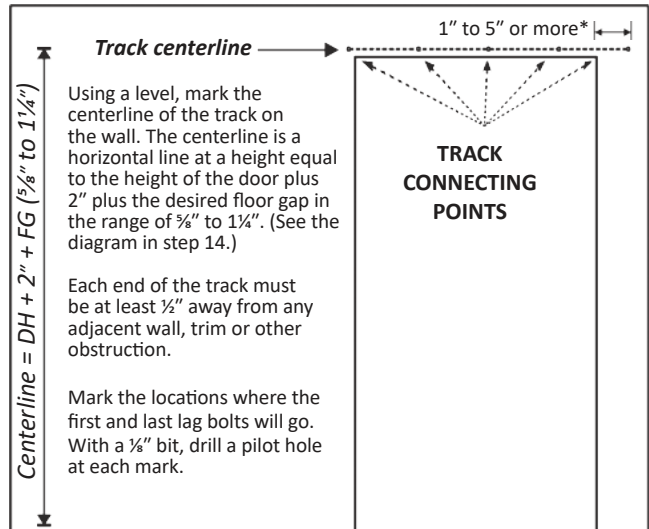 1” to 5” or more*
Track centerline
Using a level, mark the
centerline of the track on
the wall. The centerline is a
horizontal line at a height equal
to the height of the door plus
2” plus the desired floor gap in
the range of ⅝” to 1¼”. (See the
diagram in step 14.)
Each end of the track must
be at least ½” away from any
adjacent wall, trim or other
obstruction.
Mark the locations where the
first and last lag bolts will go.
With a ⅛” bit, drill a pilot hole
at each mark.
TRACK
CONNECTING
POINTS
Centerline = DH + 2” + FG (⅝” to 1¼”)